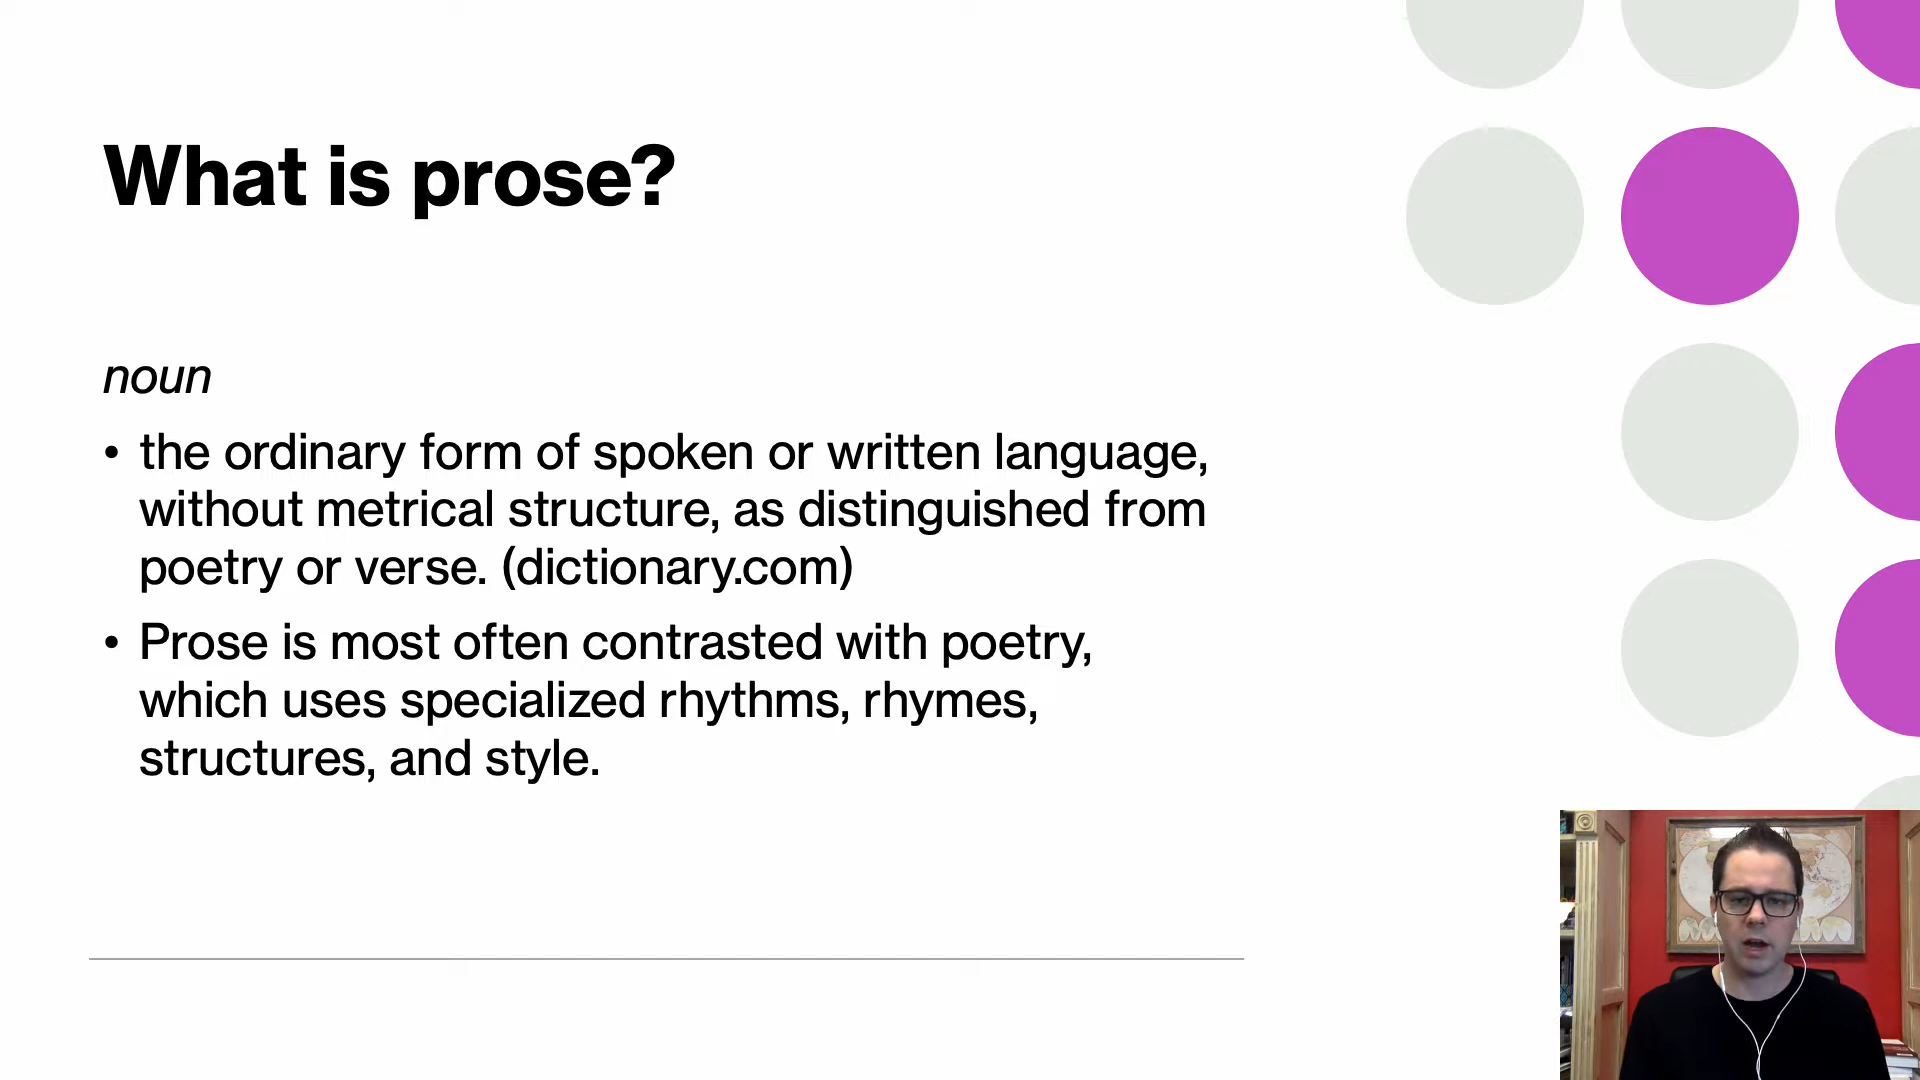 What is prose?
noun
• the ordinary form of spoken or written language,
without metrical structure, as distinguished from
poetry or verse. (dictionary.com)
• Prose is most often contrasted with poetry,
which uses specialized rhythms, rhymes,
structures, and style.